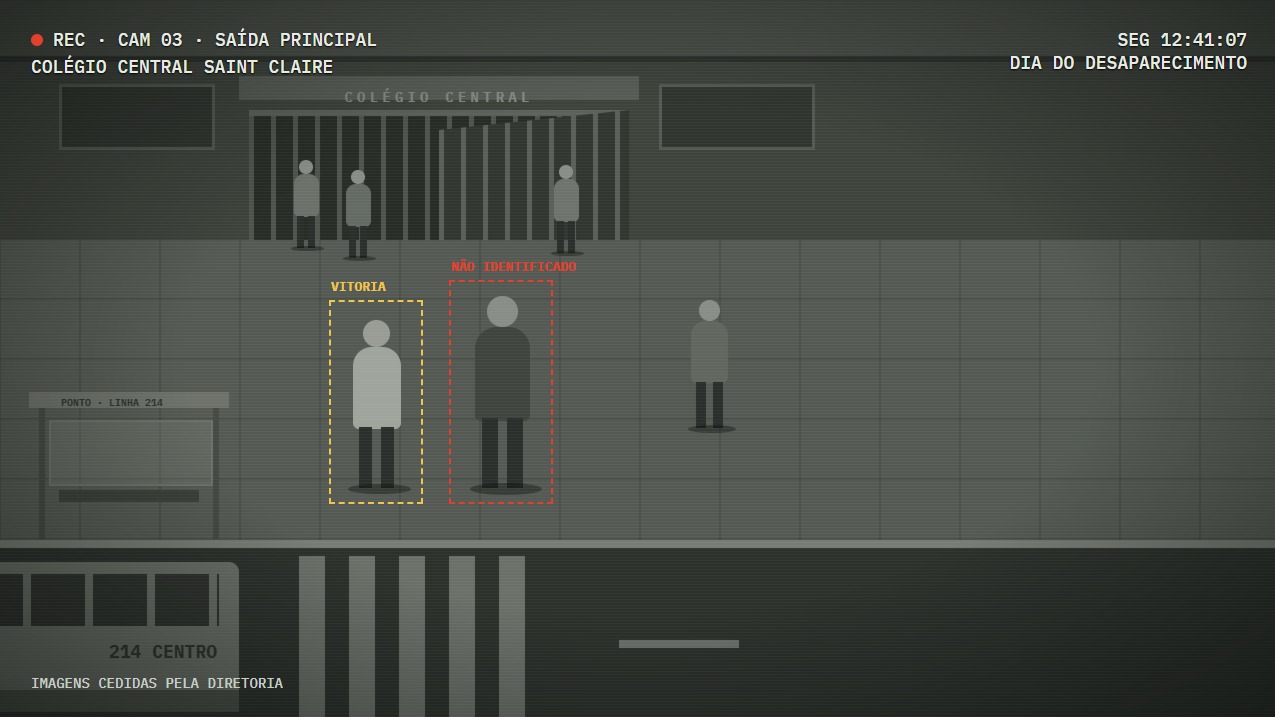 REC · CAM 03 · SAÍDA PRINCIPAL
COLÉGIO CENTRAL SAINT CLAIRE
SEG 12:41:07
DIA DO DESAPARECIMENTO
COLÉGIO CENTRAL
NÃO IDENTIFICADO
VITORIA
PONTO · LINHA 214
214 CENTRO
IMAGENS CEDIDAS PELA DIRETORIA